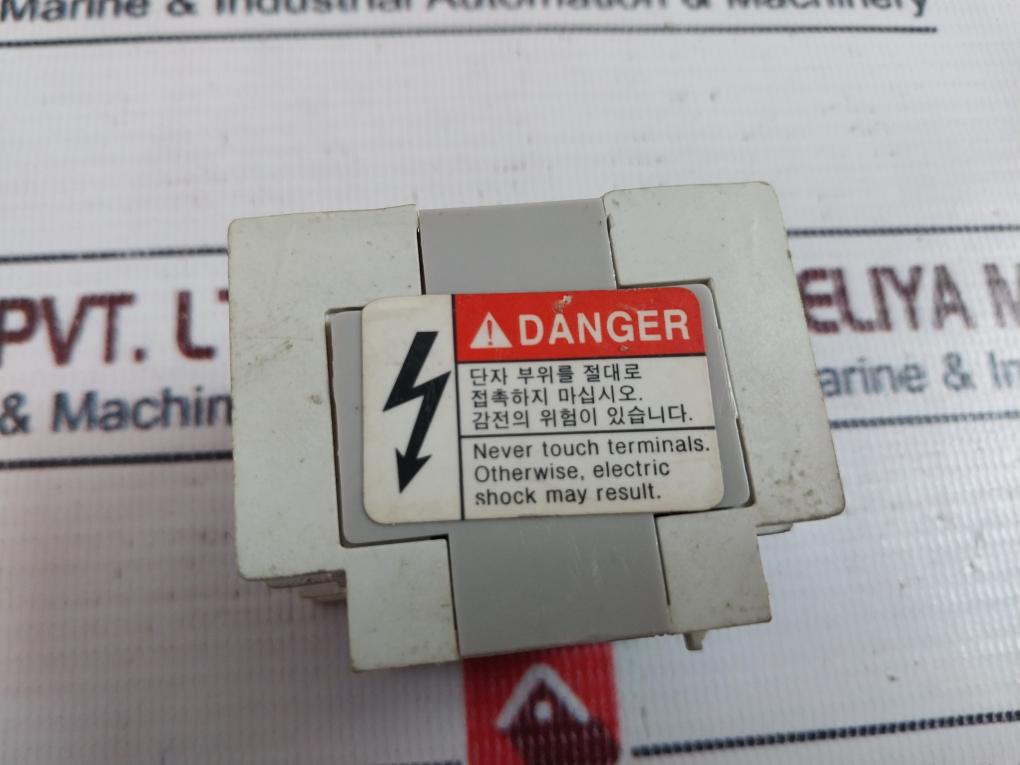 Marine & Industrial Automation & Machinery
PVT.
ELIYA
& Machin
arine & In
DANGER
단자 부위를 절대로
접촉하지 마십시오.
감전의 위험이 있습니다.
Never touch terminals.
Otherwise, electric
shock may result.